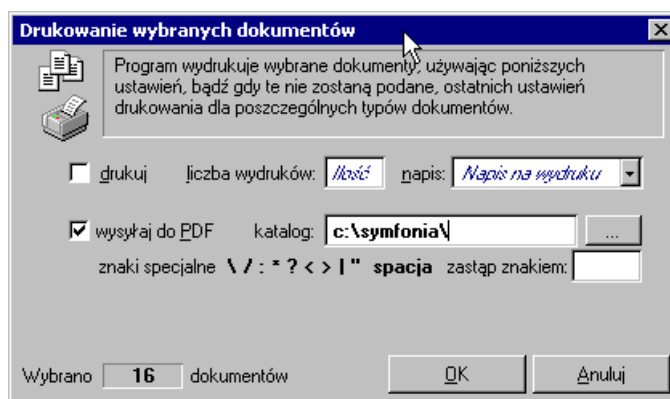 Drukowanie wybranych dokumentów
Program wydrukuje wybrane dokumenty, używając poniższych
ustawień, bądź gdy te nie zostaną podane, ostatnich ustawień
drukowania dla poszczególnych typów dokumentów.
drukuj liczba wydruków: Ilość napis: Napis na wydruku
wysyłaj do PDF katalog: c:\symfonia\ ...
znaki specjalne \ / : * ? < > | " spacja zastąp znakiem:
Wybrano 16 dokumentów OK Anuluj